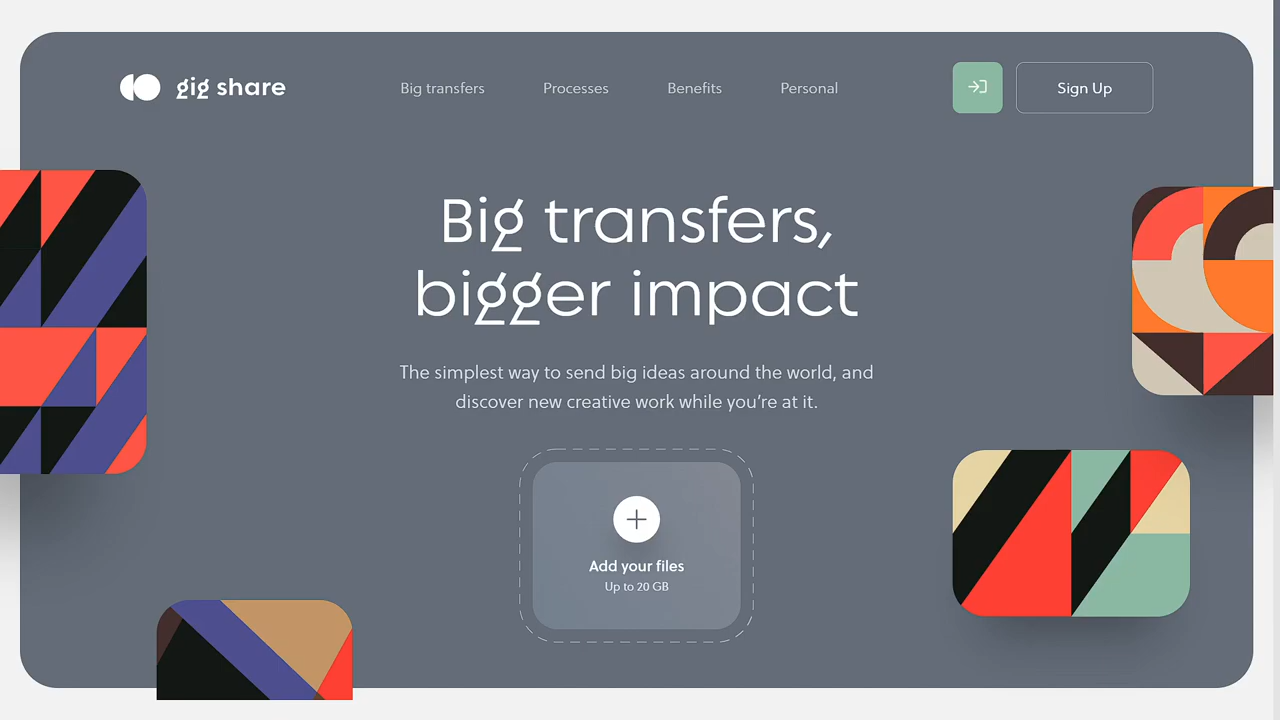 gig share
Big transfers
Processes
Benefits
Personal
Sign Up
Big transfers,
bigger impact
The simplest way to send big ideas around the world, and
discover new creative work while you’re at it.
Add your files
Up to 20 GB